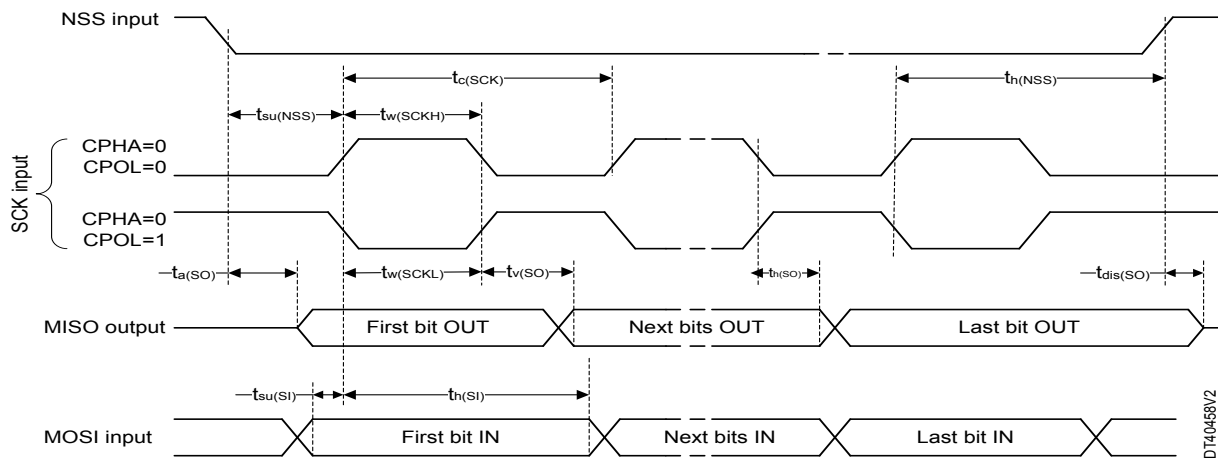 NSS input
tc(SCK)
th(NSS)
tsu(NSS)
tw(SCKH)
SCK input
CPHA=0
CPOL=0
CPHA=0
CPOL=1
ta(SO)
tw(SCKL)
tv(SO)
th(SO)
tdis(SO)
MISO output
First bit OUT
Next bits OUT
Last bit OUT
tsu(SI)
th(SI)
MOSI input
First bit IN
Next bits IN
Last bit IN
DT40458V2